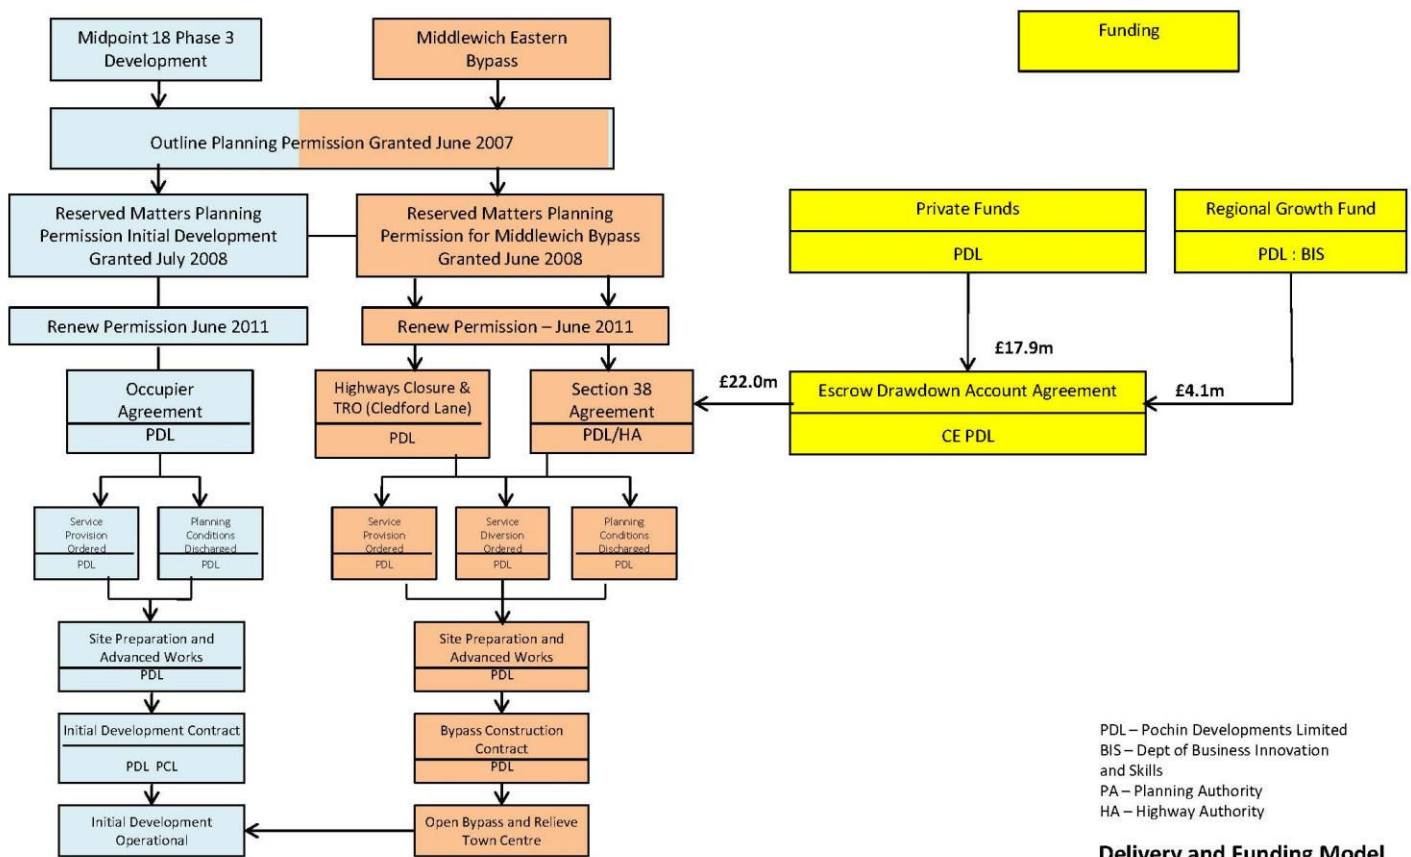 Midpoint 18 Phase 3
Development
Middlewich Eastern
Bypass
Funding
Outline Planning Permission Granted June 2007
Reserved Matters Planning
Permission Initial Development
Granted July 2008
Reserved Matters Planning
Permission for Middlewich Bypass
Granted June 2008
Private Funds
PDL
Regional Growth Fund
PDL : BIS
Renew Permission June 2011
Renew Permission – June 2011
£17.9m
£22.0m
£4.1m
Occupier
Agreement
PDL
Highways Closure &
TRO (Cledford Lane)
PDL
Section 38
Agreement
PDL/HA
Escrow Drawdown Account Agreement
CE PDL
Service
Provision
Ordered
PDL
Planning
Conditions
Discharged
PDL
Service
Provision
Ordered
PDL
Service
Diversion
Ordered
PDL
Planning
Conditions
Discharged
PDL
Site Preparation and
Advanced Works
PDL
Site Preparation and
Advanced Works
PDL
Initial Development Contract
PDL PCL
Bypass Construction
Contract
PDL
Initial Development
Operational
Open Bypass and Relieve
Town Centre
PDL – Pochin Developments Limited
BIS – Dept of Business Innovation
and Skills
PA – Planning Authority
HA – Highway Authority
Delivery and Funding Model